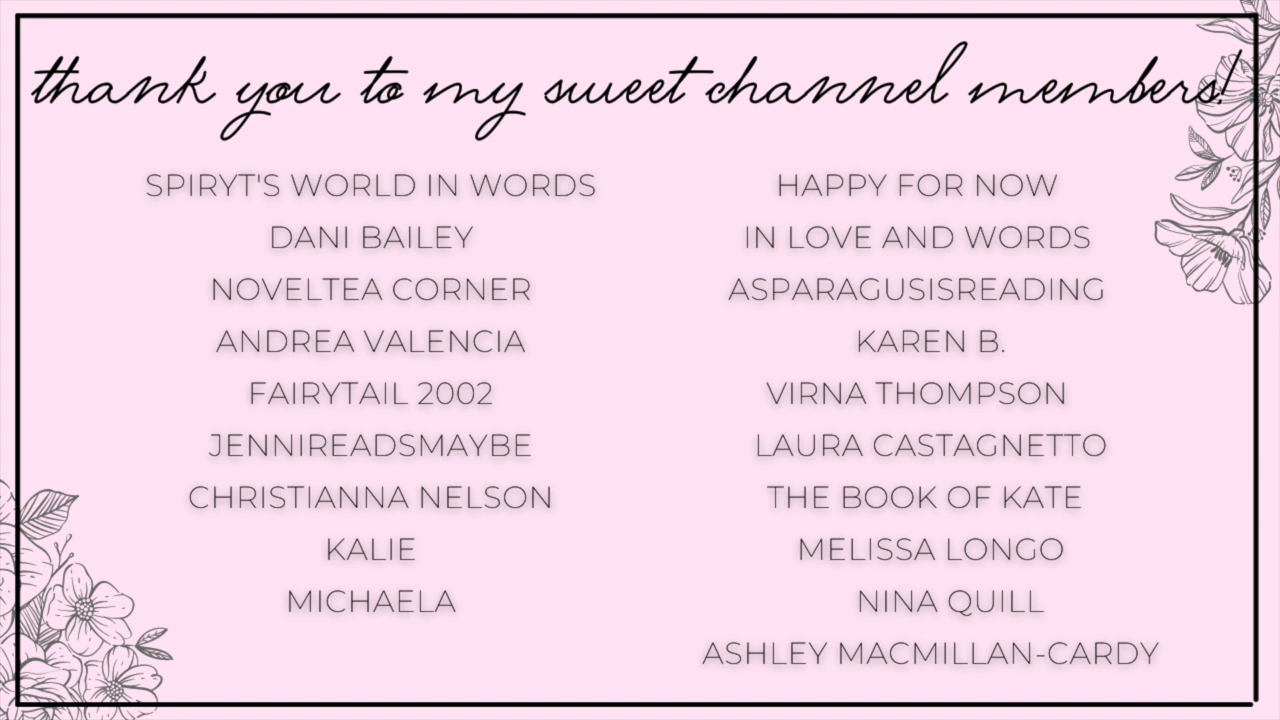 thank you to my sweet channel members!
SPIRYT'S WORLD IN WORDS
DANI BAILEY
NOVELTEA CORNER
ANDREA VALENCIA
FAIRYTAIL 2002
JENNIREADSMAYBE
CHRISTIANNA NELSON
KALIE
MICHAELA
HAPPY FOR NOW
IN LOVE AND WORDS
ASPARAGUSISREADING
KAREN B.
VIRNA THOMPSON
LAURA CASTAGNETTO
THE BOOK OF KATE
MELISSA LONGO
NINA QUILL
ASHLEY MACMILLAN-CARDY